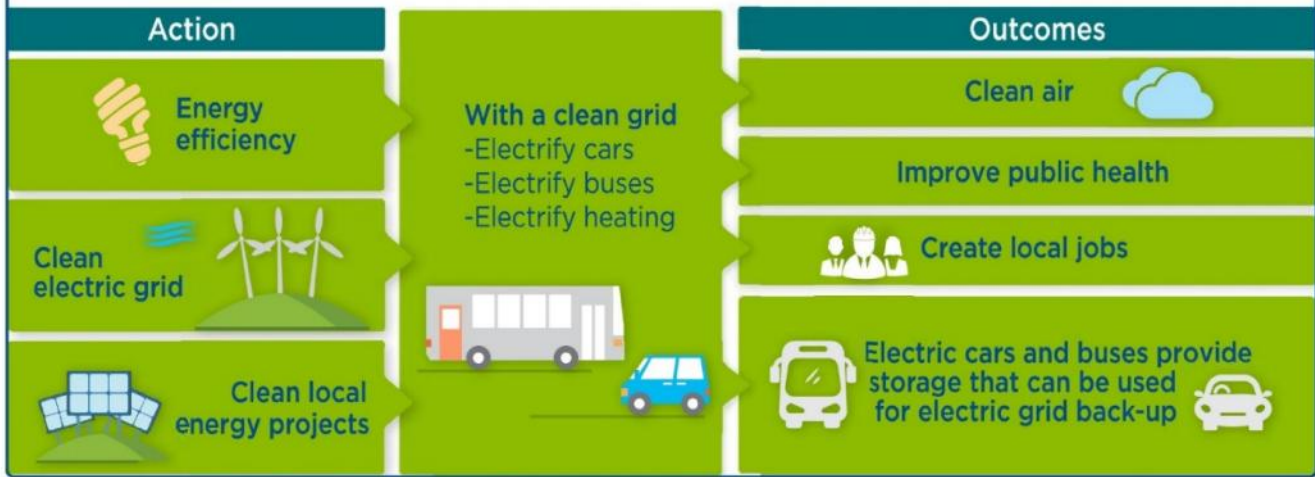 Action
Energy
efficiency
Clean
electric grid
Clean local
energy projects
With a clean grid
-Electrify cars
-Electrify buses
-Electrify heating
Outcomes
Clean air
Improve public health
Create local jobs
Electric cars and buses provide
storage that can be used
for electric grid back-up